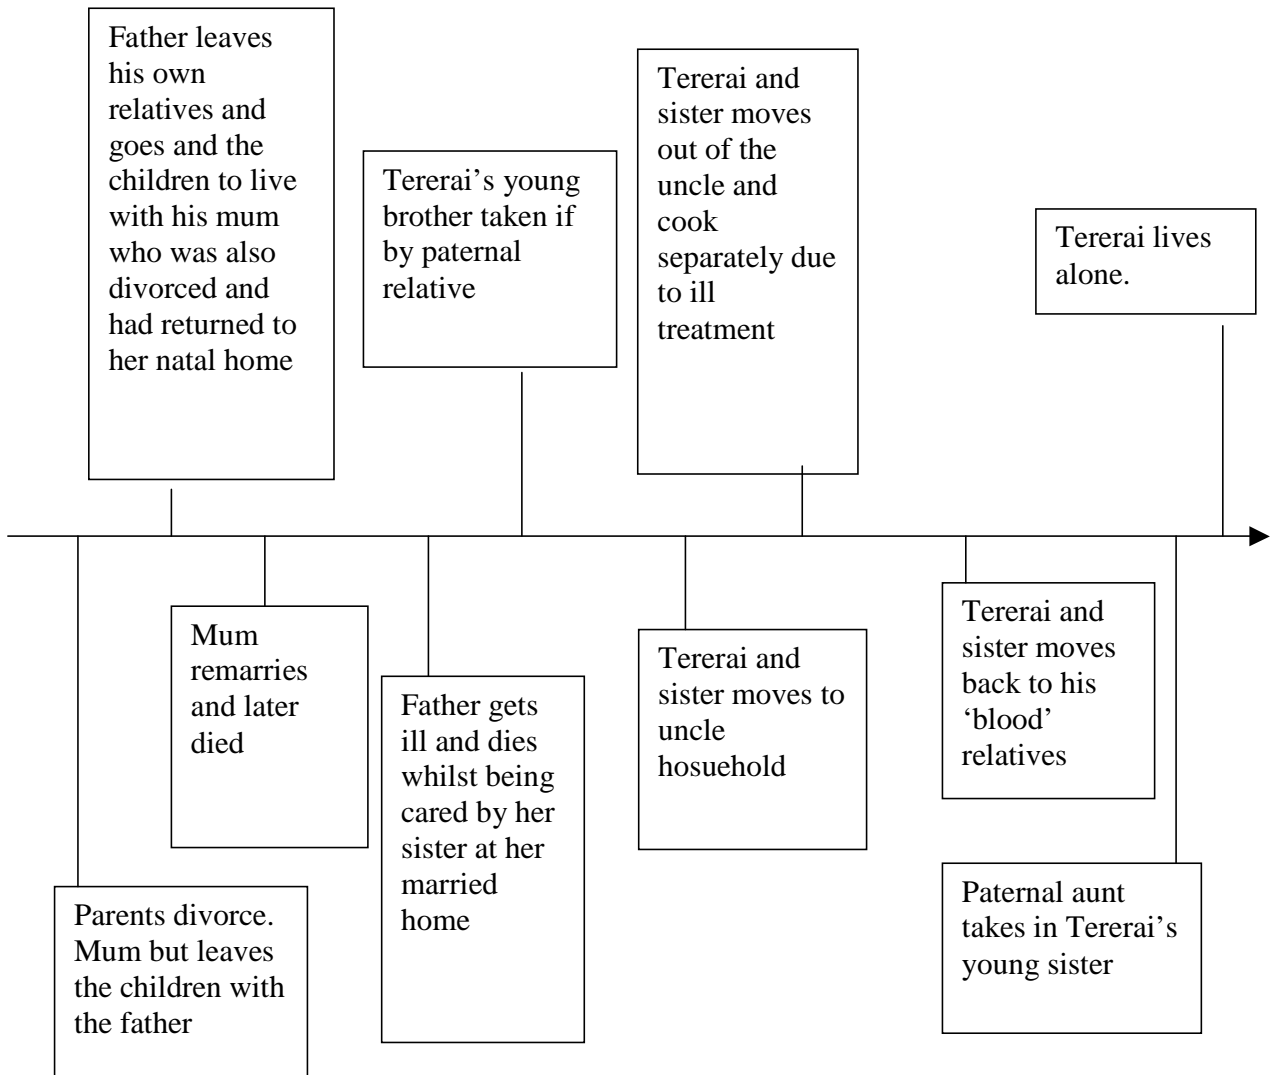 Father leaves
his own
relatives and
goes and the
children to live
with his mum
who was also
divorced and
had returned to
her natal home
Tererai’s young
brother taken if
by paternal
relative
Tererai and
sister moves
out of the
uncle and
cook
separately due
to ill
treatment
Tererai lives
alone.
Parents divorce.
Mum but leaves
the children with
the father
Mum
remarries
and later
died
Father gets
ill and dies
whilst being
cared by her
sister at her
married
home
Tererai and
sister moves to
uncle
hosuehold
Tererai and
sister moves
back to his
‘blood’
relatives
Paternal aunt
takes in Tererai’s
young sister